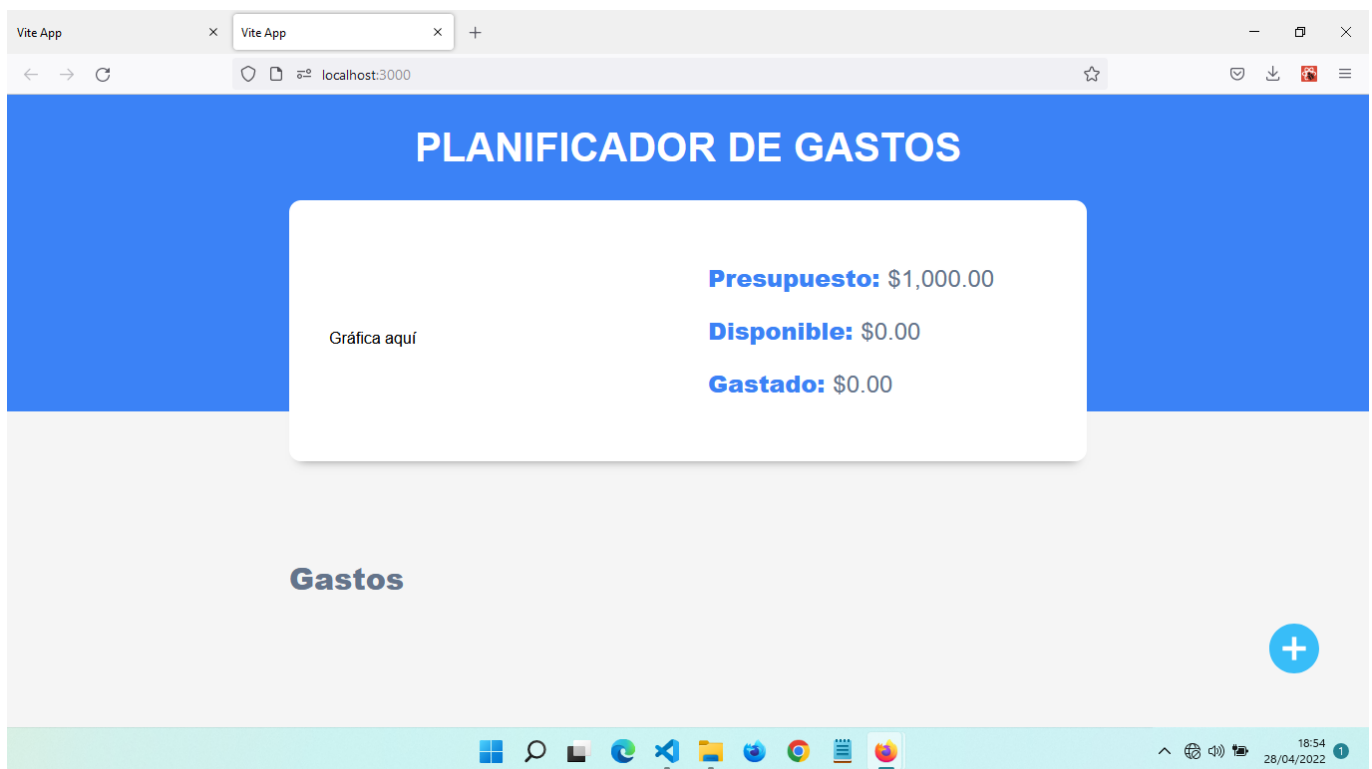 Vite App
Vite App
localhost:3000
PLANIFICADOR DE GASTOS
Gráfica aquí
Presupuesto: $1,000.00
Disponible: $0.00
Gastado: $0.00
Gastos
18:54
28/04/2022
1